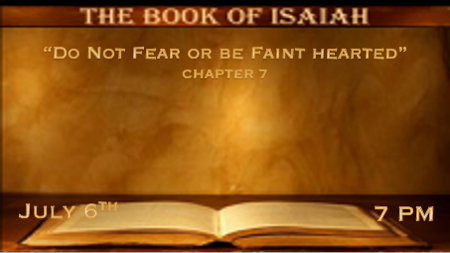 THE BOOK OF ISAIAH
“Do Not Fear or be Faint hearted”
CHAPTER 7
July 6TH
7 PM